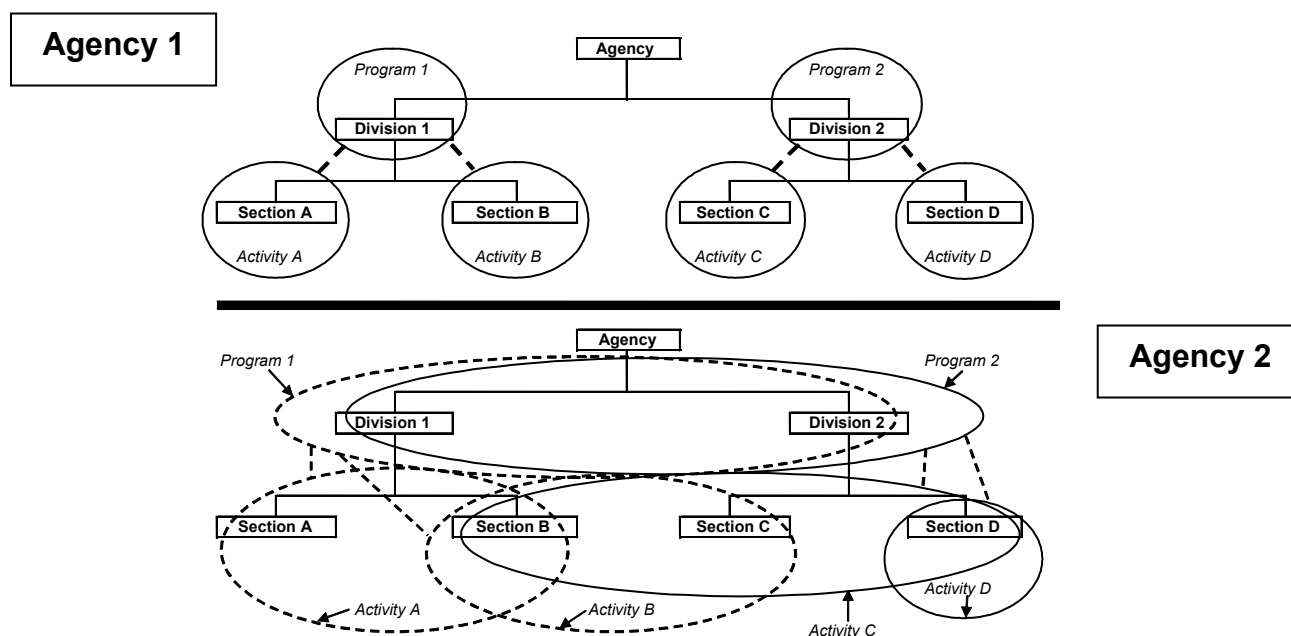 Agency 1
Agency
Program 1
Program 2
Division 1
Division 2
Section A
Section B
Section C
Section D
Activity A
Activity B
Activity C
Activity D
Agency
Agency 2
Program 1
Program 2
Division 1
Division 2
Section A
Section B
Section C
Section D
Activity D
Activity A
Activity B
Activity C